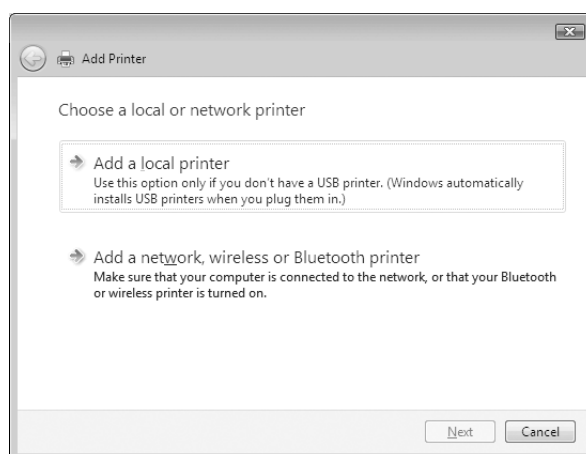 Add Printer
Choose a local or network printer
Add a local printer
Use this option only if you don't have a USB printer. (Windows automatically
installs USB printers when you plug them in.)
Add a network, wireless or Bluetooth printer
Make sure that your computer is connected to the network, or that your Bluetooth
or wireless printer is turned on.
Next
Cancel